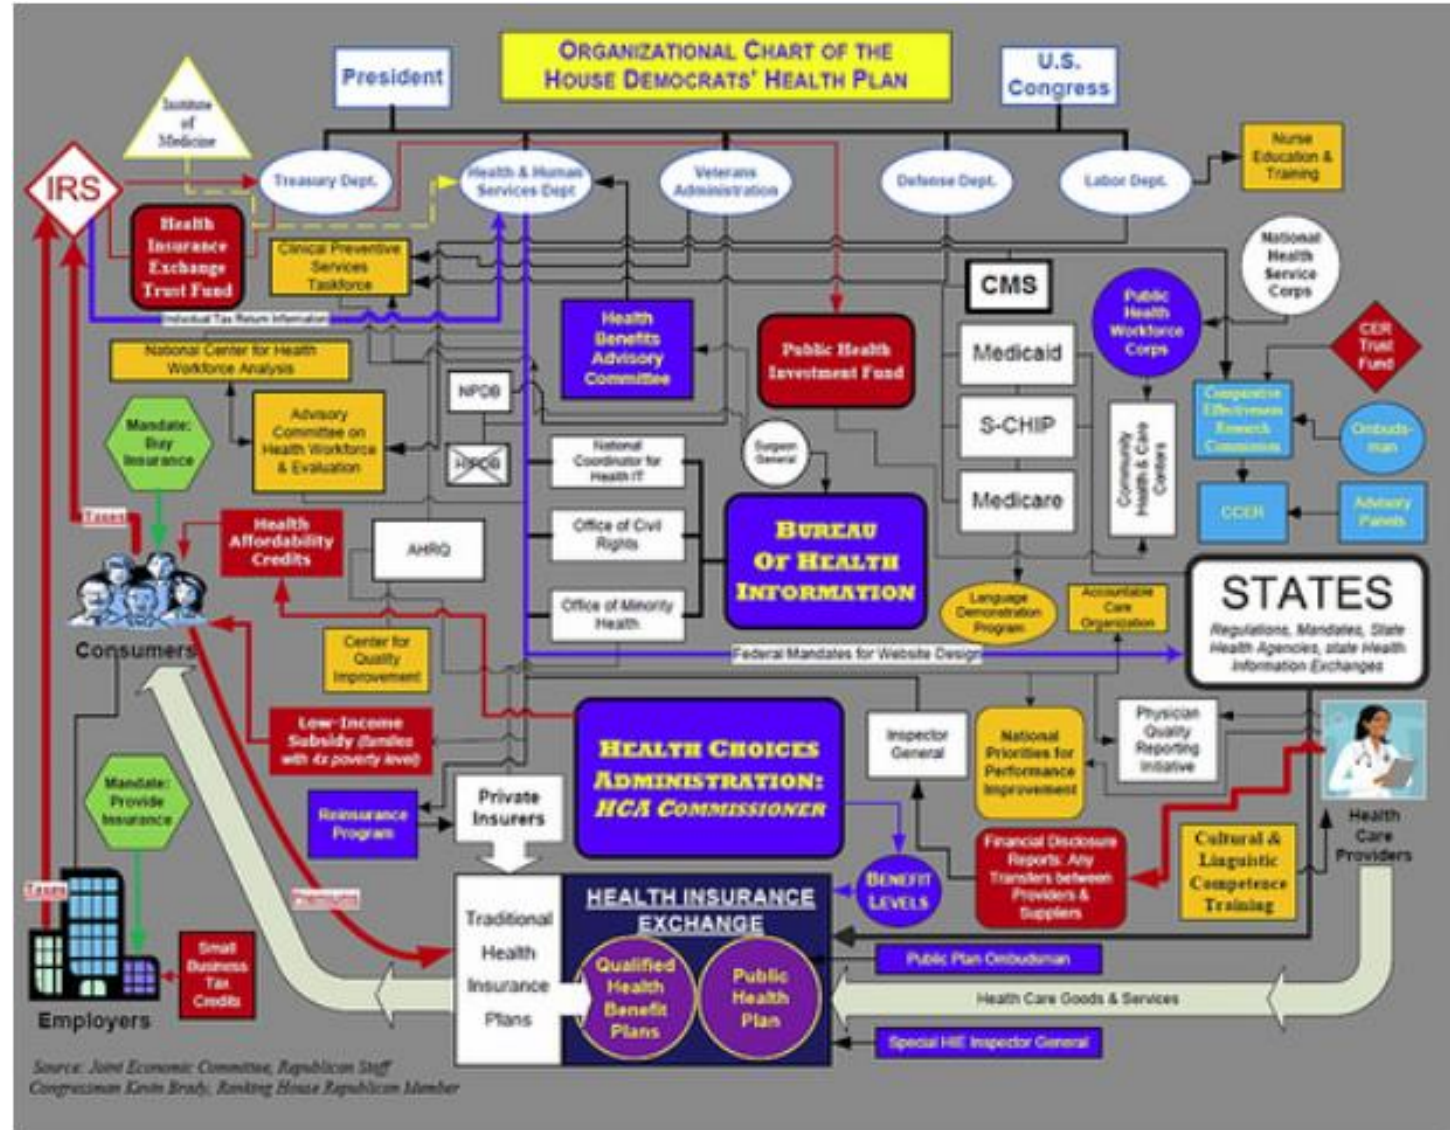 ORGANIZATIONAL CHART OF THE
HOUSE DEMOCRATS' HEALTH PLAN
President
U.S.
Congress
Institute
of
Medicine
IRS
Treasury Dept.
Health & Human
Services Dept
Veterans
Administration
Defense Dept.
Labor Dept.
Nurse
Education &
Training
Health
Insurance
Exchange
Trust Fund
Clinical Preventive
Services
Taskforce
CMS
National
Health
Service
Corps
Public
Health
Workforce
Corps
Individual Tax Return Information
Health
Benefits
Advisory
Committee
Public Health
Investment Fund
Medicaid
CER
Trust
Fund
National Center for Health
Workforce Analysis
NPDB
Comparative
Effectiveness
Research
Commission
Ombuds-
man
Mandate:
Buy
Insurance
Advisory
Committee on
Health Workforce
& Evaluation
S-CHIP
Community
Health & Care
Centers
National
Coordinator for
Health IT
Surgeon
General
Medicare
CCER
Advisory
Panels
Taxes
Health
Affordability
Credits
AHRQ
Office of Civil
Rights
BUREAU
OF HEALTH
INFORMATION
STATES
Regulations, Mandates, State
Health Agencies, state Health
Information Exchanges
Language
Demonstration
Program
Accountable
Care
Organization
Office of Minority
Health
Consumers
Center for
Quality
Improvement
Federal Mandates for Website Design
Low-Income
Subsidy (families
with 4x poverty level)
HEALTH CHOICES
ADMINISTRATION:
HCA COMMISSIONER
Inspector
General
National
Priorities for
Performance
Improvement
Physician
Quality
Reporting
Initiative
Mandate:
Provide
Insurance
Reinsurance
Program
Private
Insurers
Health
Care
Providers
Financial Disclosure
Reports: Any
Transfers between
Providers &
Suppliers
Cultural &
Linguistic
Competence
Training
Taxes
Premiums
BENEFIT
LEVELS
Traditional
Health
Insurance
Plans
HEALTH INSURANCE
EXCHANGE
Qualified
Health
Benefit
Plans
Public
Health
Plan
Public Plan Ombudsman
Small
Business
Tax
Credits
Health Care Goods & Services
Employers
Special HIE Inspector General
Source: Joint Economic Committee, Republican Staff
Congressman Kevin Brady, Ranking House Republican Member